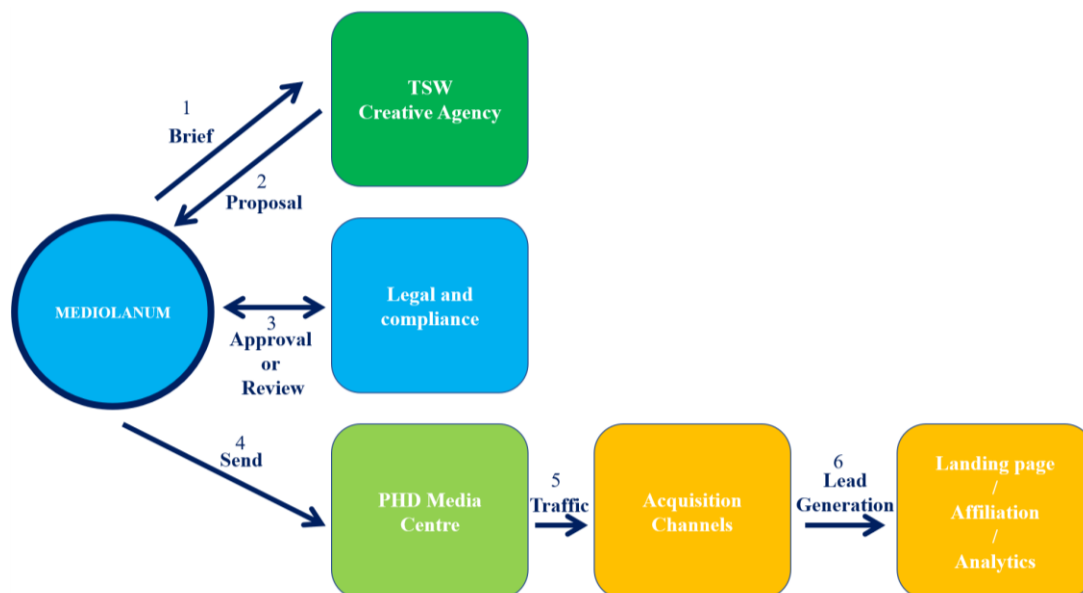 TSW
Creative Agency
1
Brief
2
Proposal
MEDIOLANUM
Legal and
compliance
3
Approval
or
Review
4
Send
PHD Media
Centre
5
Traffic
Acquisition
Channels
6
Lead
Generation
Landing page
/
Affiliation
/
Analytics